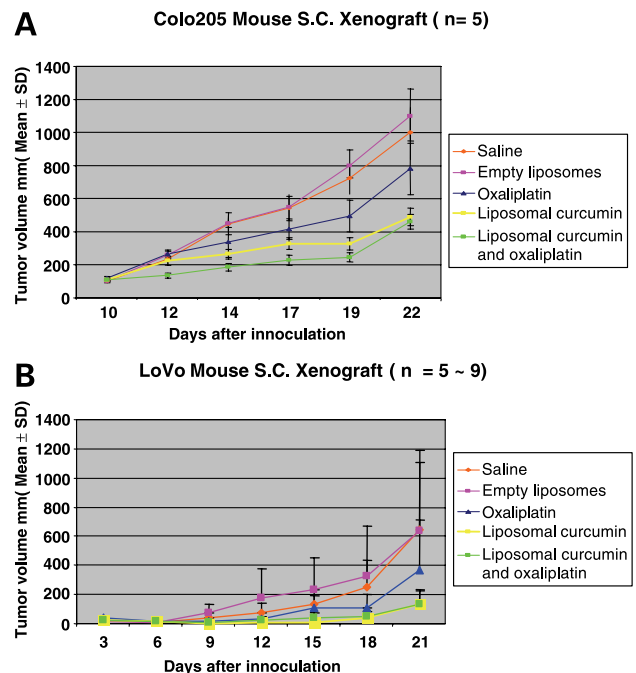 A
Colo205 Mouse S.C. Xenograft ( n= 5)
Tumor volume mm( Mean ± SD)
1400
1200
1000
800
600
400
200
0
10 12 14 17 19 22
Days after innoculation
Saline
Empty liposomes
Oxaliplatin
Liposomal curcumin
Liposomal curcumin
and oxaliplatin
B
LoVo Mouse S.C. Xenograft ( n = 5 ~ 9)
Tumor volume mm( Mean ± SD)
1400
1200
1000
800
600
400
200
0
3 6 9 12 15 18 21
Days after innoculation
Saline
Empty liposomes
Oxaliplatin
Liposomal curcumin
Liposomal curcumin
and oxaliplatin